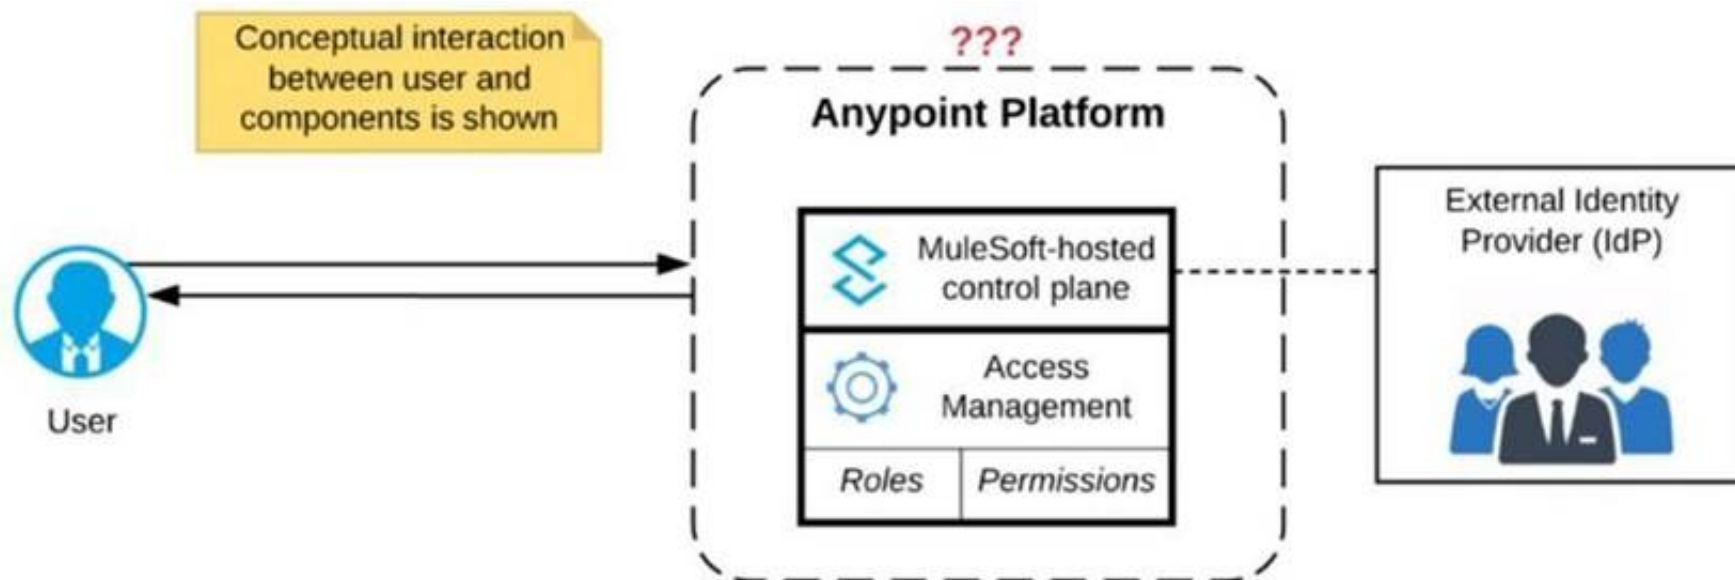 Conceptual interaction
between user and
components is shown
???
Anypoint Platform
MuleSoft-hosted
control plane
Access
Management
Roles
Permissions
User
External Identity
Provider (IdP)